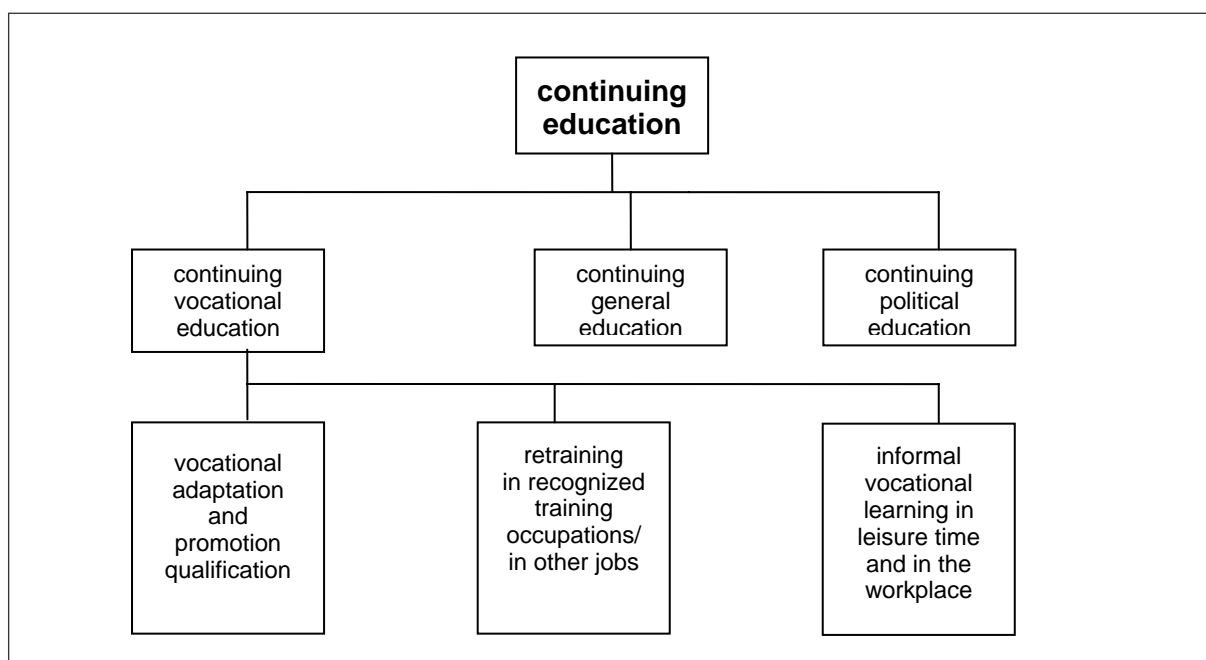 continuing
education
continuing
vocational
education
continuing
general
education
continuing
political
education
vocational
adaptation
and
promotion
qualification
retraining
in recognized
training
occupations/
in other jobs
informal
vocational
learning in
leisure time
and in the
workplace